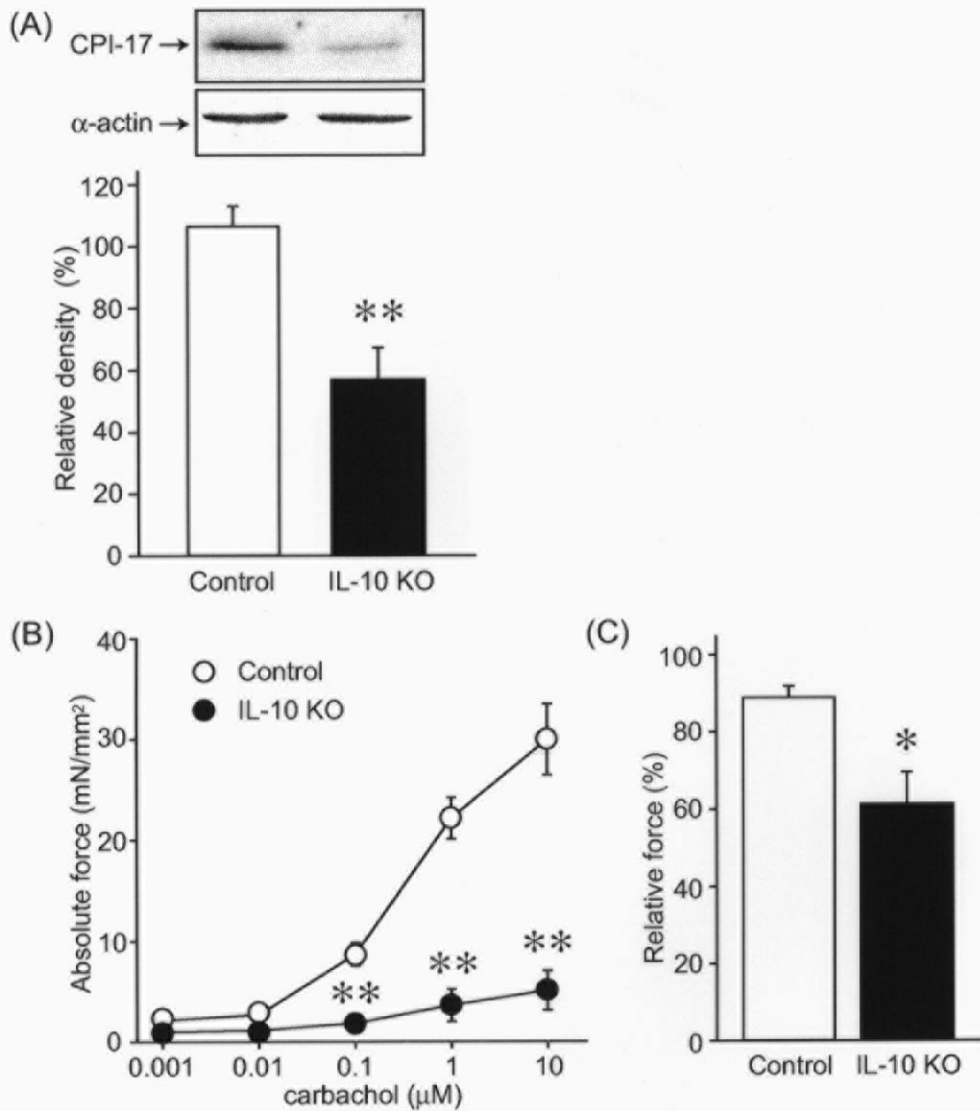 (A)
CPI-17
α-actin
120
100
80
60
40
20
0
Relative density (%)
**
Control
IL-10 KO
(B)
40
30
20
10
0
Absolute force (mN/mm²)
Control
IL-10 KO
**
**
**
0.001
0.01
0.1
1
10
carbachol (μM)
(C)
100
80
60
40
20
0
Relative force (%)
*
Control
IL-10 KO